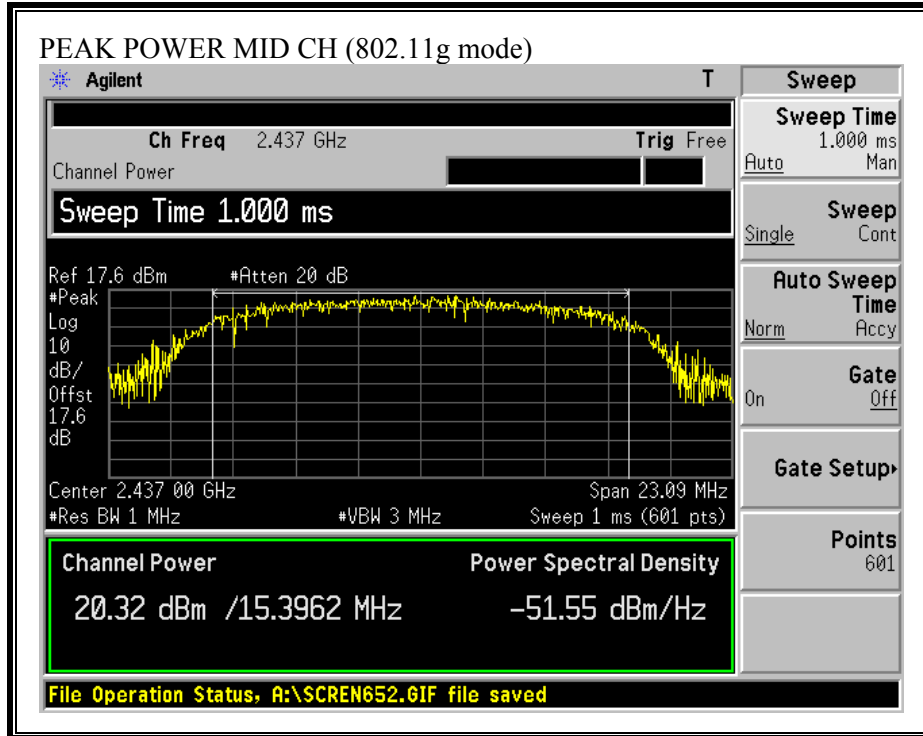 PEAK POWER MID CH (802.11g mode)
Agilent T
Ch Freq 2.437 GHz Trig Free
Channel Power
Sweep Time 1.000 ms
Ref 17.6 dBm #Atten 20 dB
#Peak
Log
10
dB/
Offst
17.6
dB
Center 2.437 00 GHz Span 23.09 MHz
#Res BW 1 MHz #VBW 3 MHz Sweep 1 ms (601 pts)
Channel Power Power Spectral Density
20.32 dBm /15.3962 MHz -51.55 dBm/Hz
File Operation Status, A:\SCREN652.GIF file saved
Sweep
Sweep Time
1.000 ms
Auto Man
Sweep
Single Cont
Auto Sweep
Time
Norm Accy
Gate
On Off
Gate Setup
Points
601